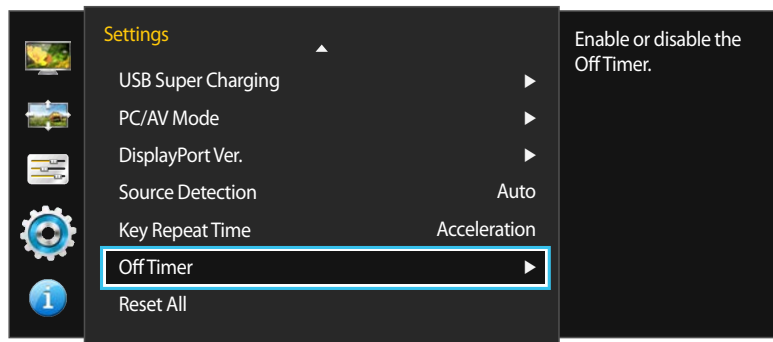 Settings
USB Super Charging
PC/AV Mode
DisplayPort Ver.
Source Detection Auto
Key Repeat Time Acceleration
Off Timer
Reset All
Enable or disable the
Off Timer.